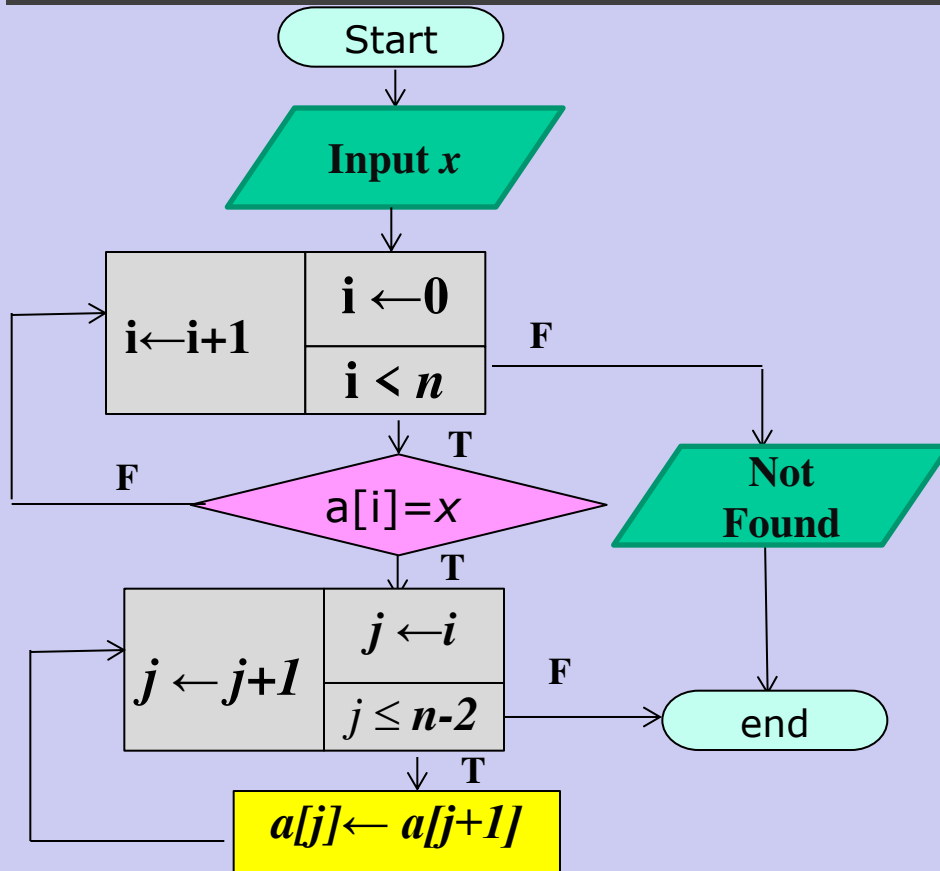 Start
Input x
i ←0
i←i+1
i < n
F
T
F
a[i]=x
Not
Found
T
j ←i
j ← j+1
j ≤ n-2
F
end
T
a[j]← a[j+1]